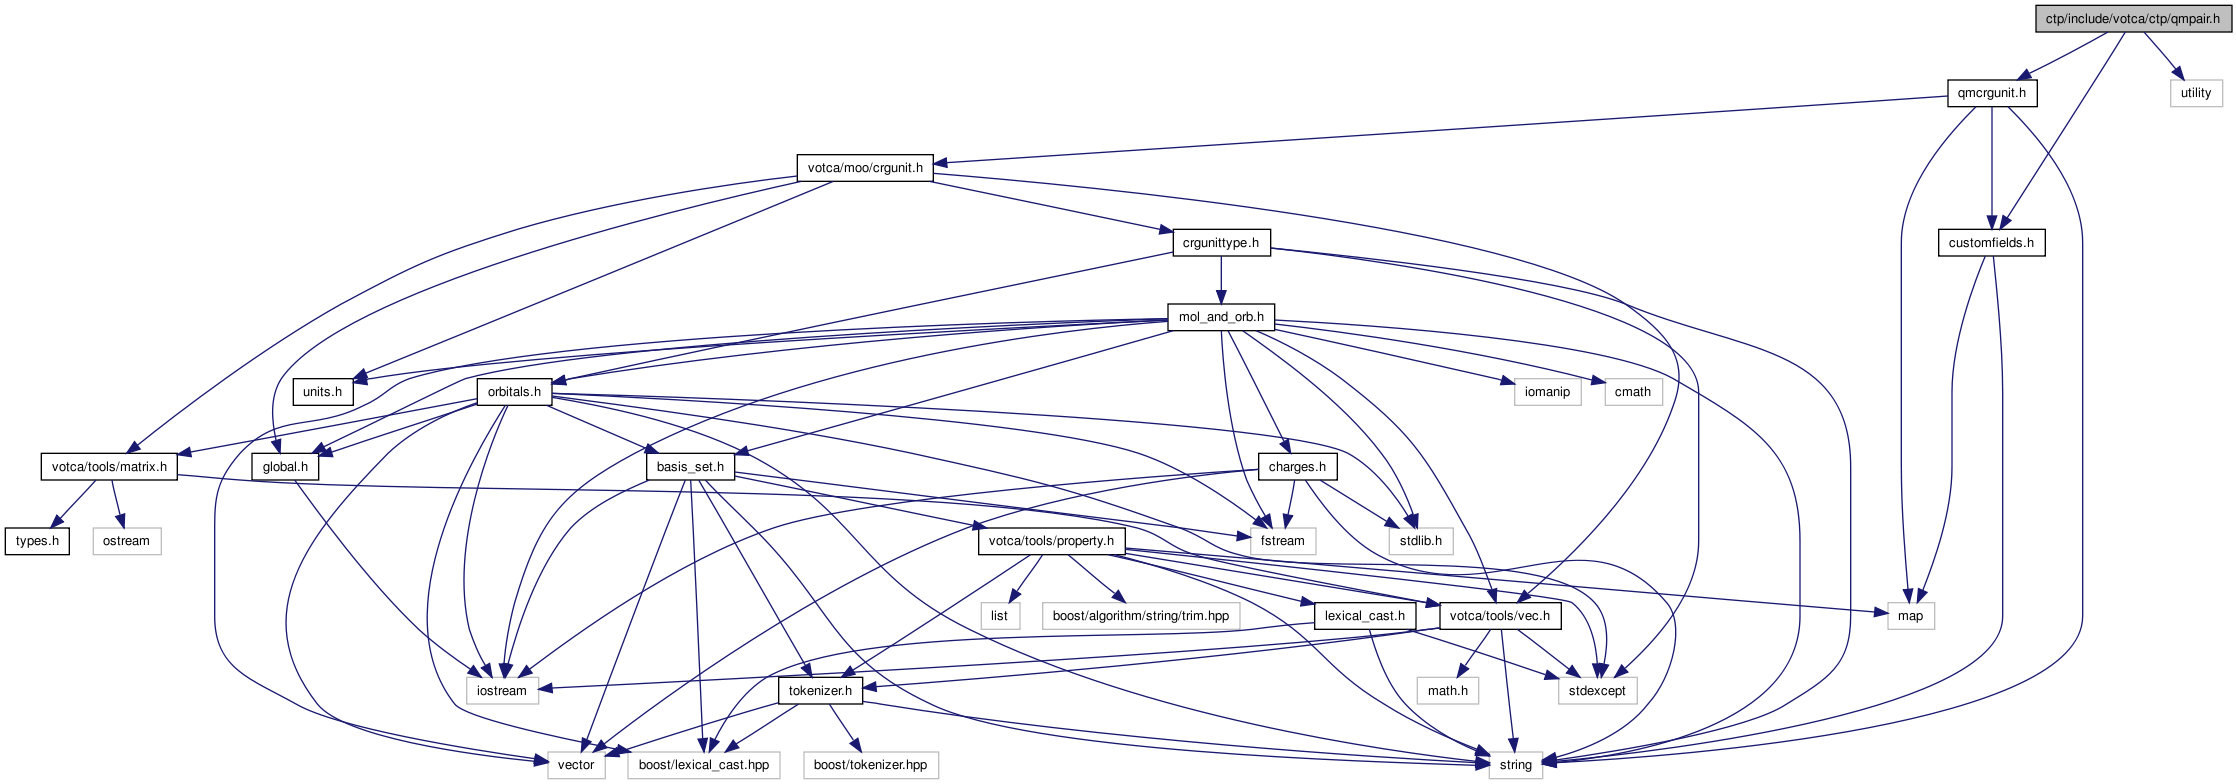 ctp/include/votca/ctp/qmpair.h
qmcrgunit.h
utility
votca/moo/crgunit.h
crgunittype.h
customfields.h
mol_and_orb.h
units.h
orbitals.h
iomanip
cmath
votca/tools/matrix.h
global.h
basis_set.h
charges.h
types.h
ostream
votca/tools/property.h
fstream
stdlib.h
list
boost/algorithm/string/trim.hpp
lexical_cast.h
votca/tools/vec.h
map
iostream
tokenizer.h
math.h
stdexcept
vector
boost/lexical_cast.hpp
boost/tokenizer.hpp
string